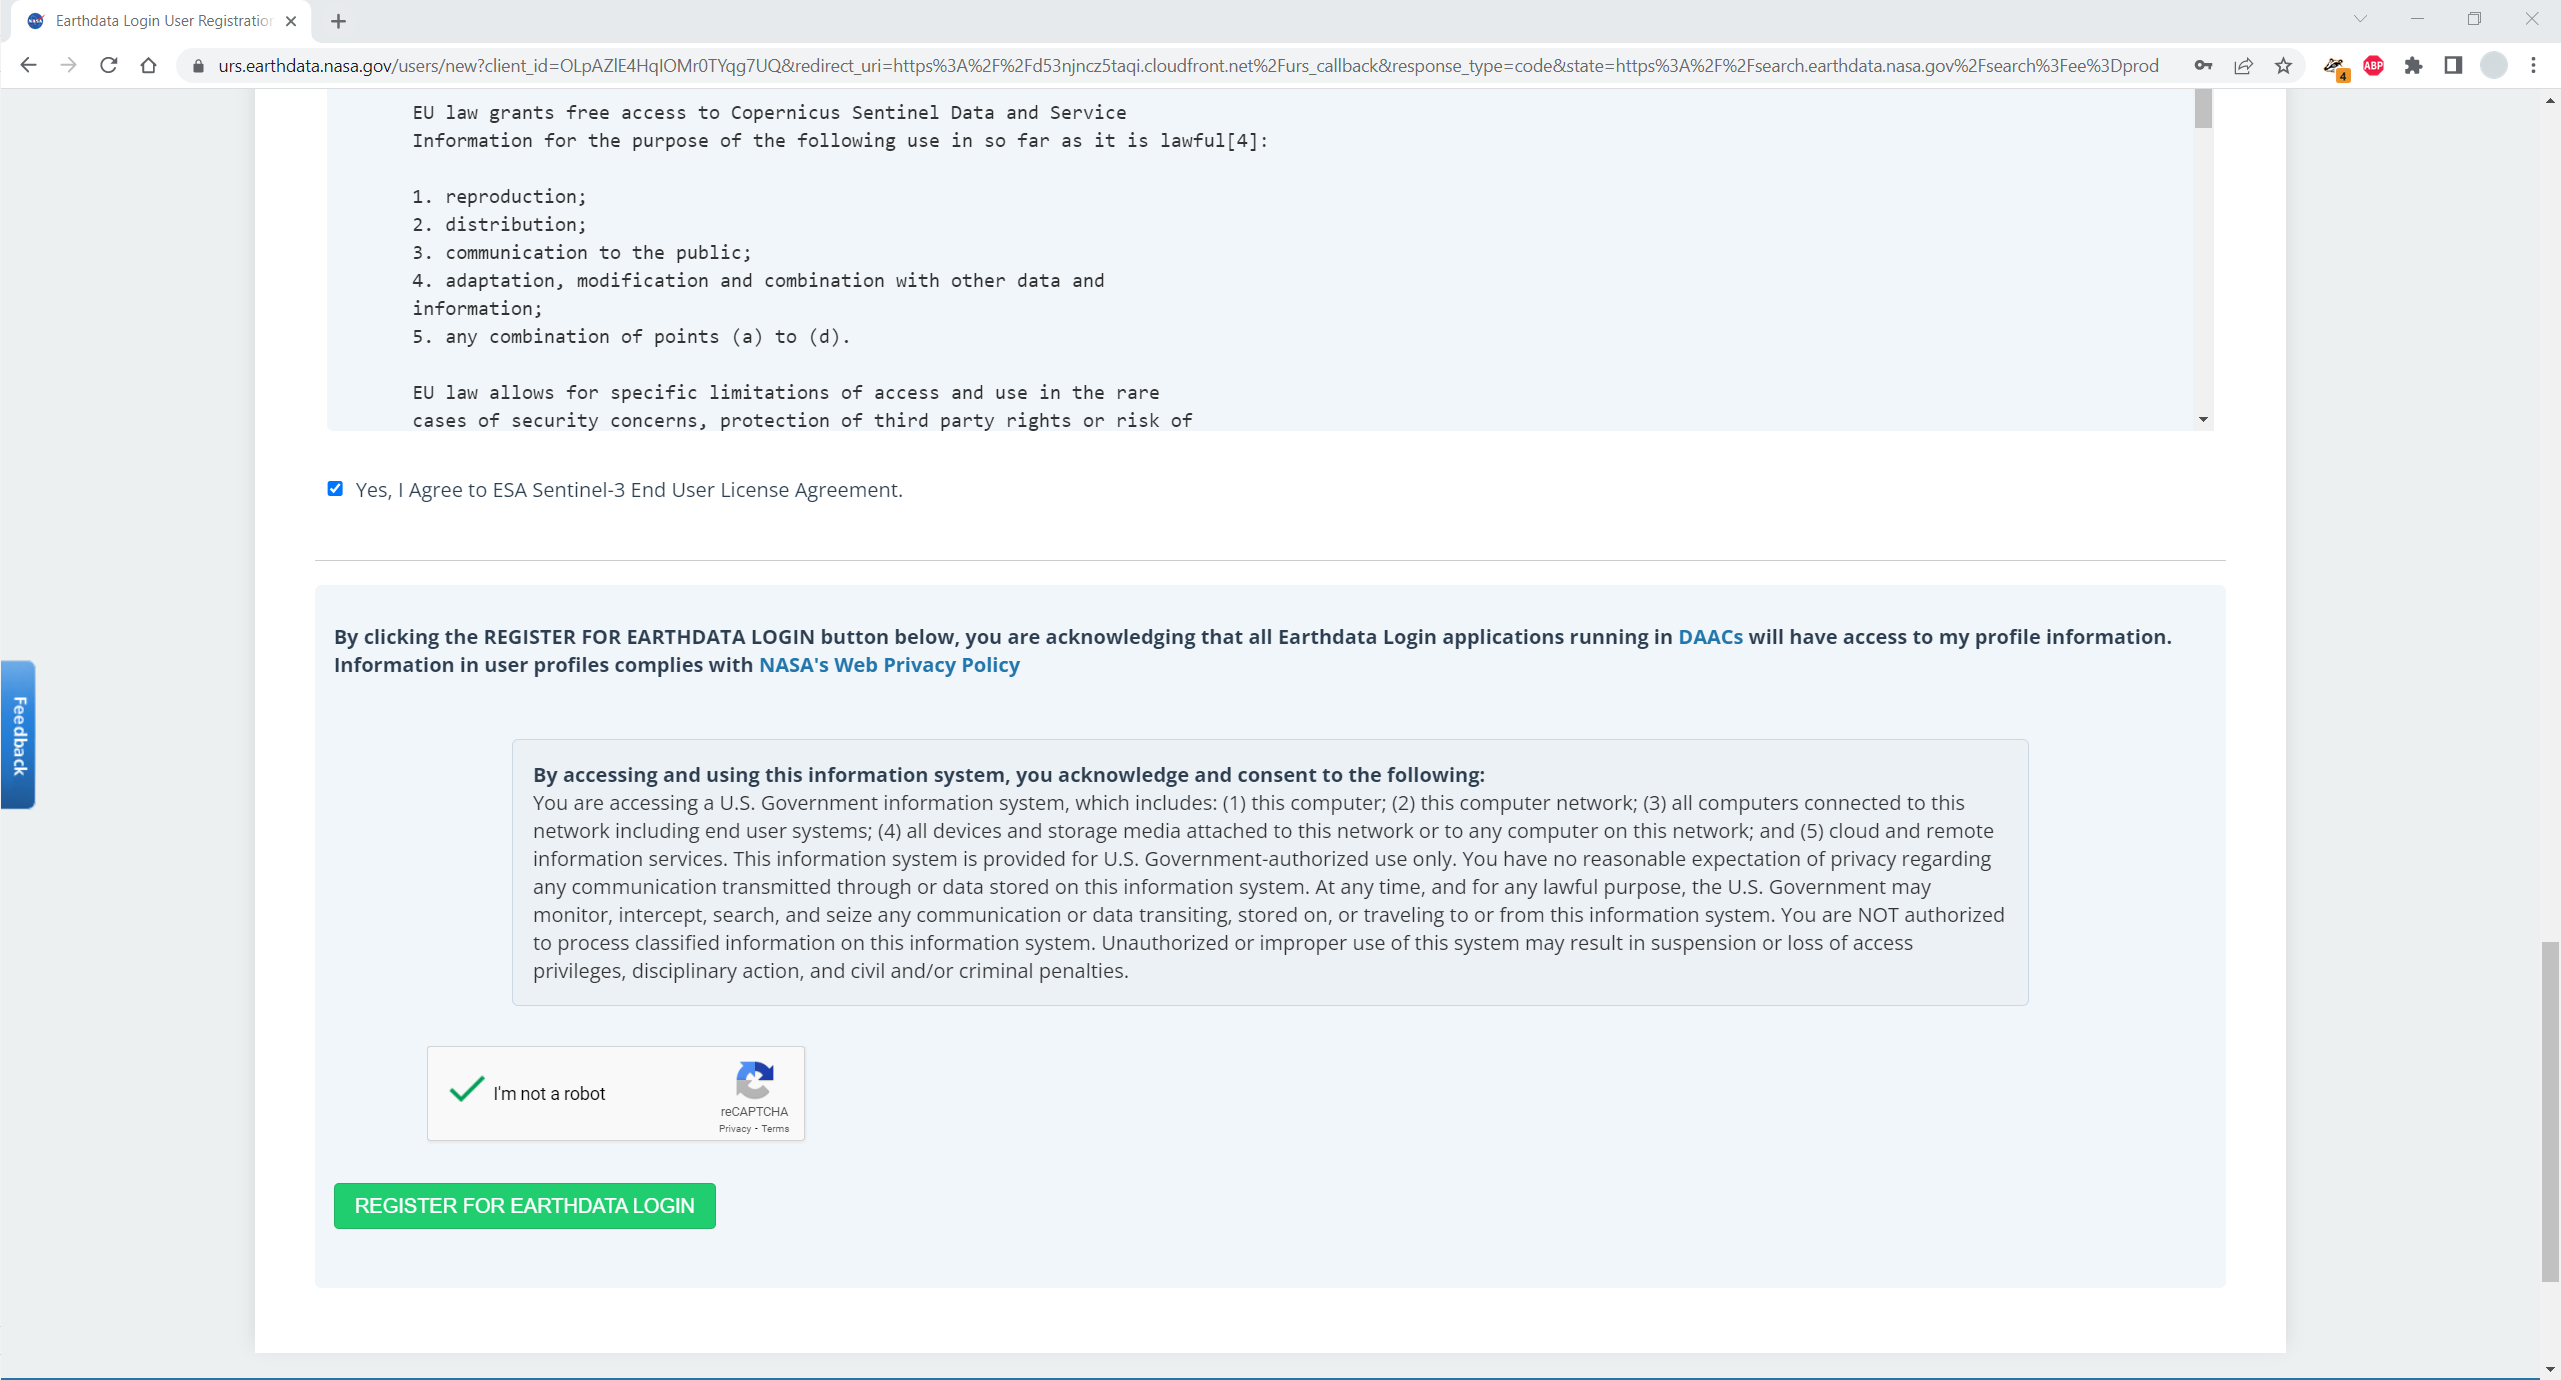 Earthdata Login User Registration
urs.earthdata.nasa.gov/users/new?client_id=OLpAZlE4HqIOMr0TYqg7UQ&redirect_uri=https%3A%2F%2Fd53njncz5taqi.cloudfront.net%2Furs_callback&response_type=code&state=https%3A%2F%2Fsearch.earthdata.nasa.gov%2Fsearch%3Fee%3Dprod
4
ABP
EU law grants free access to Copernicus Sentinel Data and Service
Information for the purpose of the following use in so far as it is lawful[4]:
1. reproduction;
2. distribution;
3. communication to the public;
4. adaptation, modification and combination with other data and
information;
5. any combination of points (a) to (d).
EU law allows for specific limitations of access and use in the rare
cases of security concerns, protection of third party rights or risk of
Yes, I Agree to ESA Sentinel-3 End User License Agreement.
By clicking the REGISTER FOR EARTHDATA LOGIN button below, you are acknowledging that all Earthdata Login applications running in DAACs will have access to my profile information.
Information in user profiles complies with NASA's Web Privacy Policy
Feedback
By accessing and using this information system, you acknowledge and consent to the following:
You are accessing a U.S. Government information system, which includes: (1) this computer; (2) this computer network; (3) all computers connected to this
network including end user systems; (4) all devices and storage media attached to this network or to any computer on this network; and (5) cloud and remote
information services. This information system is provided for U.S. Government-authorized use only. You have no reasonable expectation of privacy regarding
any communication transmitted through or data stored on this information system. At any time, and for any lawful purpose, the U.S. Government may
monitor, intercept, search, and seize any communication or data transiting, stored on, or traveling to or from this information system. You are NOT authorized
to process classified information on this information system. Unauthorized or improper use of this system may result in suspension or loss of access
privileges, disciplinary action, and civil and/or criminal penalties.
I'm not a robot
reCAPTCHA
Privacy - Terms
REGISTER FOR EARTHDATA LOGIN